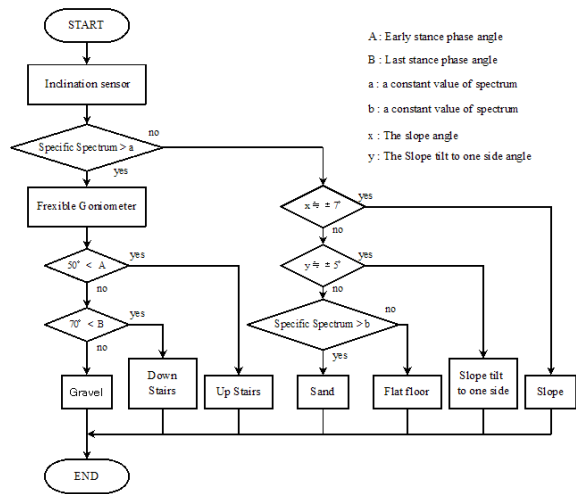 START
A : Early stance phase angle
B : Last stance phase angle
a : a constant value of spectrum
b : a constant value of spectrum
x : The slope angle
y : The Slope tilt to one side angle
Inclination sensor
Specific Spectrum > a
no
yes
Frexible Goniometer
x ≒ ± 7°
yes
no
50° < A
yes
no
y ≒ ± 5°
yes
no
70° < B
yes
no
Specific Spectrum > b
no
yes
Gravel
Down
Stairs
Up Stairs
Sand
Flat floor
Slope tilt
to one side
Slope
END